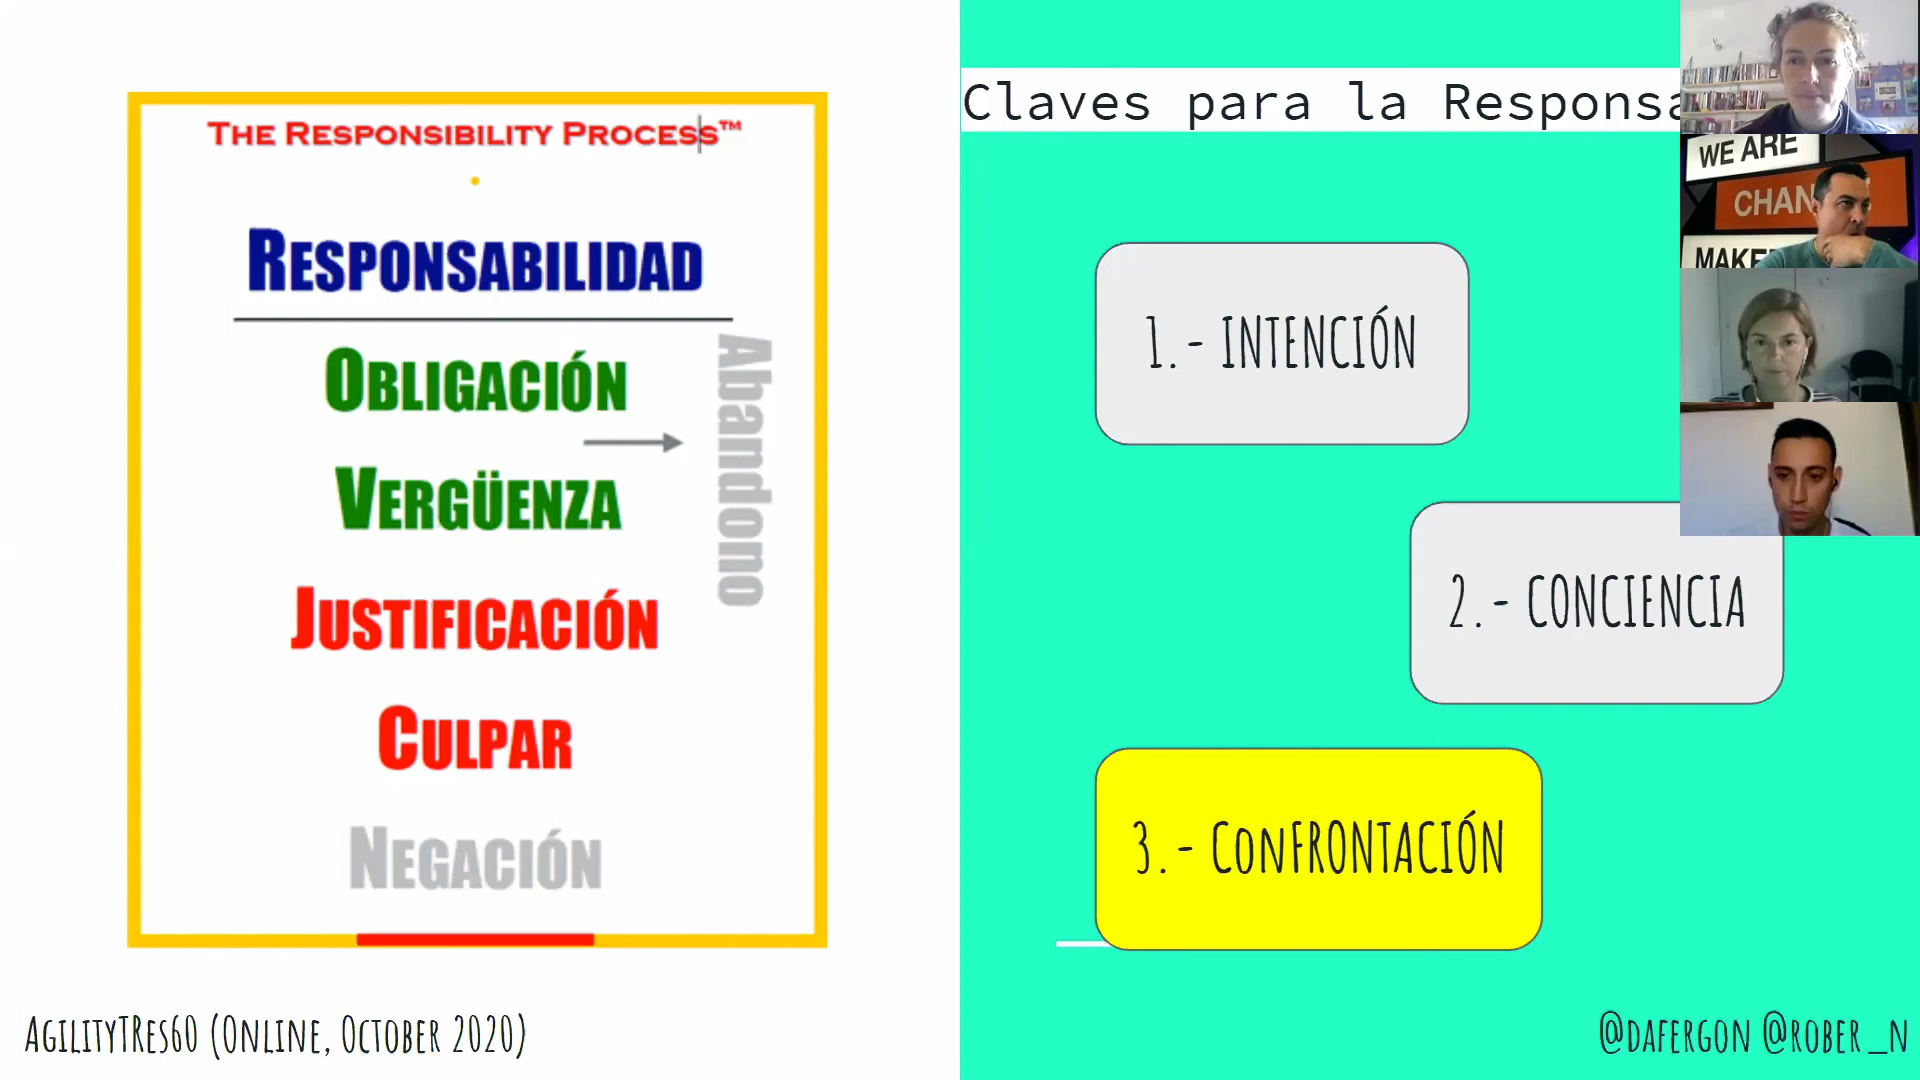 THE RESPONSIBILITY PROCESS™
RESPONSABILIDAD
OBLIGACIÓN
VERGÜENZA
JUSTIFICACIÓN
CULPAR
NEGACIÓN
Abandono
Claves para la Responsa
1.- INTENCIÓN
2.- CONCIENCIA
3.- ConFRONTACIÓN
WE ARE
CHAN
MAKE
AgilityTRes60 (Online, October 2020)
@dafergon @rober_n